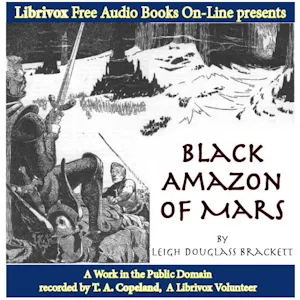 Librivox Free Audio Books On-Line presents
BLACK
AMAZON
OF MARS
BY
LEIGH DOUGLASS BRACKETT
A Work in the Public Domain
recorded by T. A. Copeland, A Librivox Volunteer